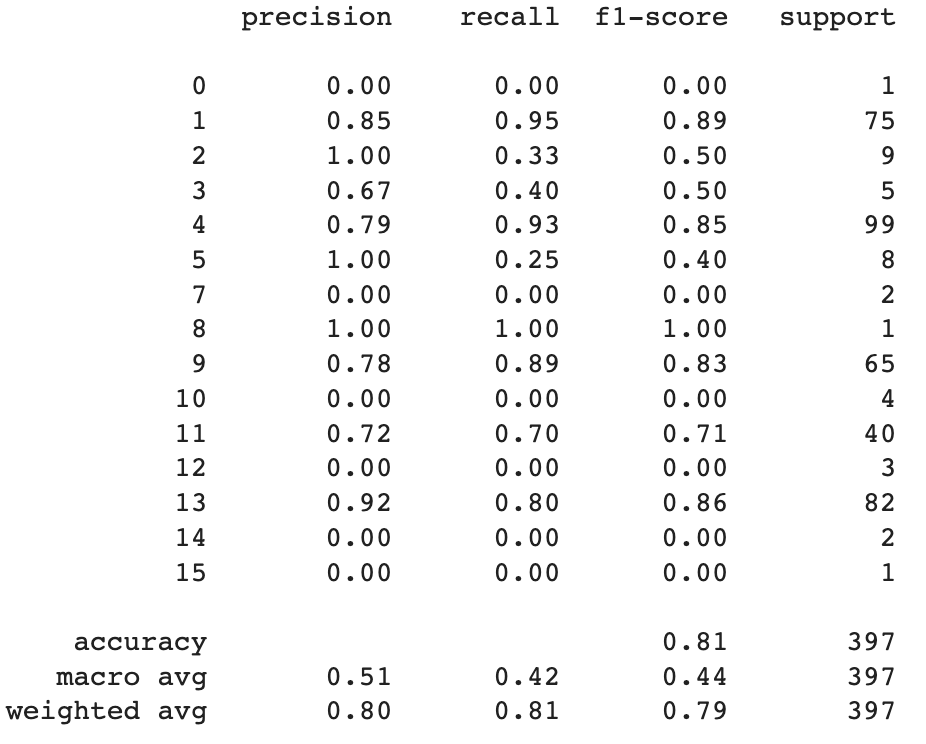 precision recall f1-score support
0 0.00 0.00 0.00 1
1 0.85 0.95 0.89 75
2 1.00 0.33 0.50 9
3 0.67 0.40 0.50 5
4 0.79 0.93 0.85 99
5 1.00 0.25 0.40 8
7 0.00 0.00 0.00 2
8 1.00 1.00 1.00 1
9 0.78 0.89 0.83 65
10 0.00 0.00 0.00 4
11 0.72 0.70 0.71 40
12 0.00 0.00 0.00 3
13 0.92 0.80 0.86 82
14 0.00 0.00 0.00 2
15 0.00 0.00 0.00 1
accuracy 0.81 397
macro avg 0.51 0.42 0.44 397
weighted avg 0.80 0.81 0.79 397